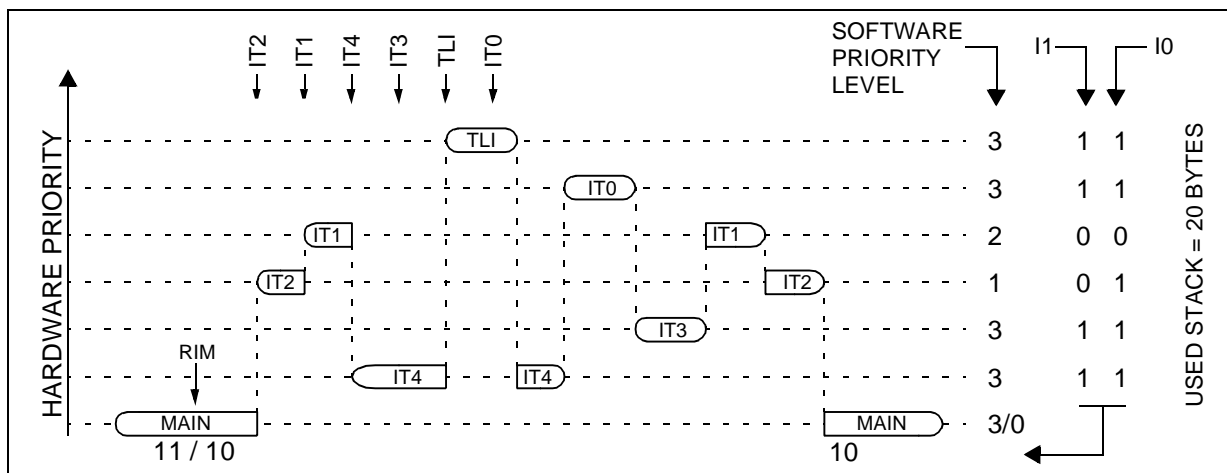 IT2
IT1
IT4
IT3
TLI
IT0
SOFTWARE
PRIORITY
LEVEL
I1
I0
HARDWARE PRIORITY
TLI
3 1 1
IT0
3 1 1
IT1
IT1
2 0 0
IT2
IT2
1 0 1
IT3
3 1 1
RIM
IT4
IT4
3 1 1
MAIN
MAIN
3/0
11 / 10
10
USED STACK = 20 BYTES